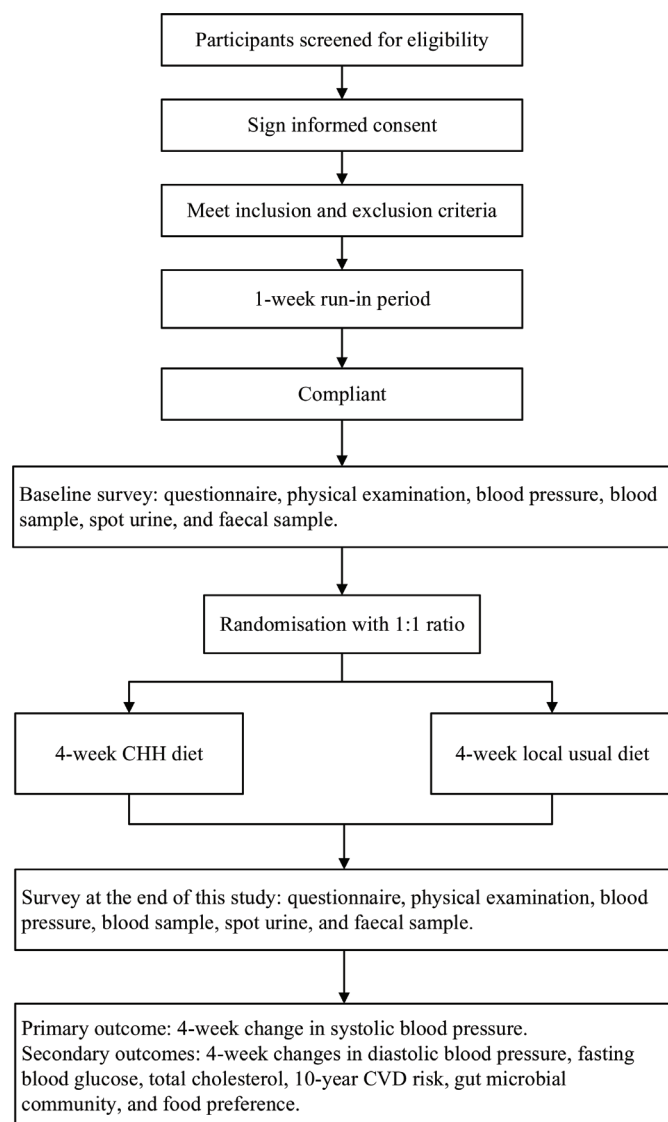 Participants screened for eligibility
Sign informed consent
Meet inclusion and exclusion criteria
1-week run-in period
Compliant
Baseline survey: questionnaire, physical examination, blood pressure, blood
sample, spot urine, and faecal sample.
Randomisation with 1:1 ratio
4-week CHH diet
4-week local usual diet
Survey at the end of this study: questionnaire, physical examination, blood
pressure, blood sample, spot urine, and faecal sample.
Primary outcome: 4-week change in systolic blood pressure.
Secondary outcomes: 4-week changes in diastolic blood pressure, fasting
blood glucose, total cholesterol, 10-year CVD risk, gut microbial
community, and food preference.